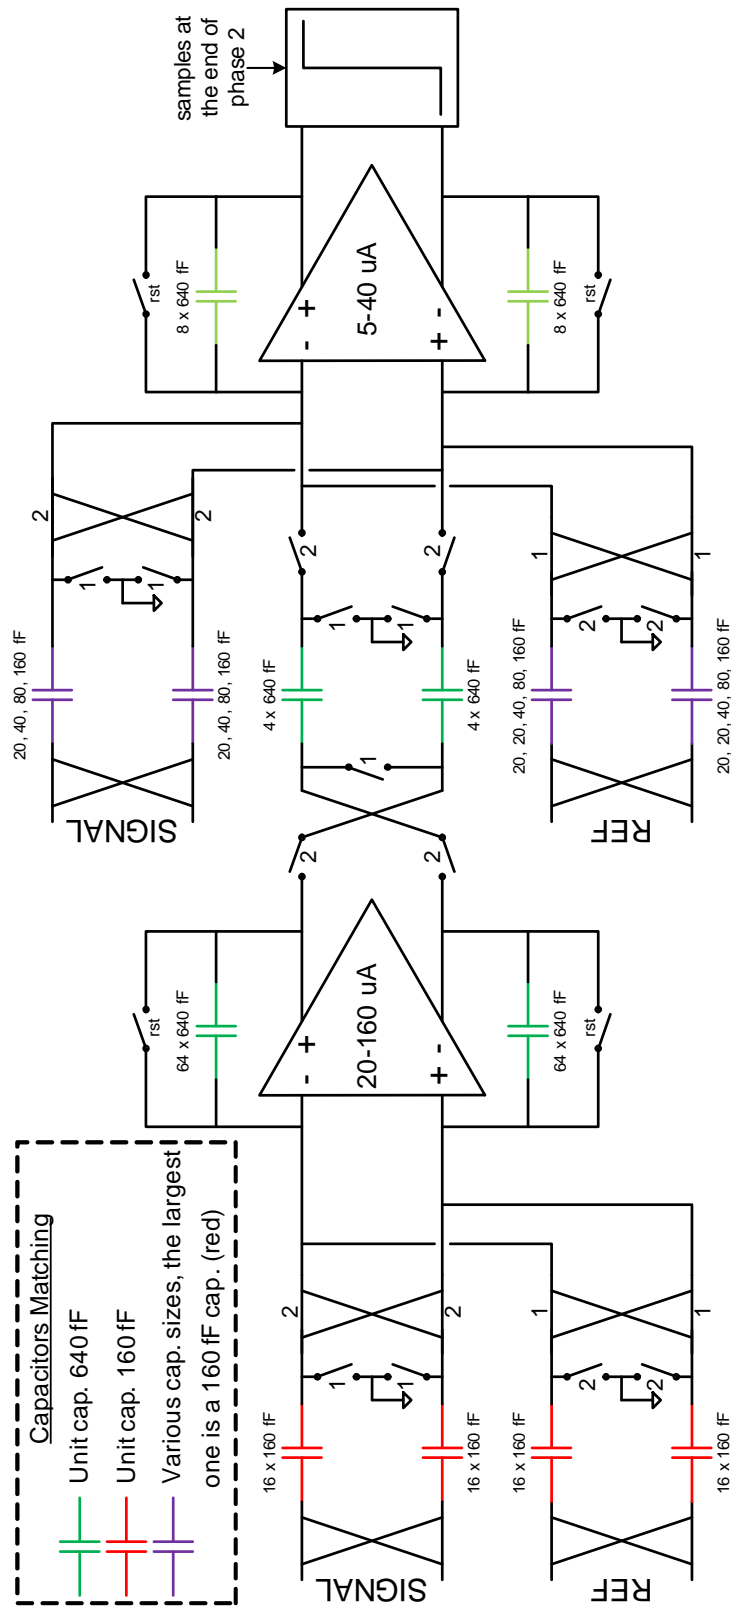 Capacitors Matching
Unit cap. 640fF
Unit cap. 160fF
Various cap. sizes, the largest
one is a 160 fF cap. (red)
SIGNAL
16 x 160 fF
16 x 160 fF
1
1
2
2
REF
16 x 160 fF
16 x 160 fF
2
2
1
1
rst
64 x 640 fF
- +
20-160 uA
+ -
64 x 640 fF
rst
2
2
1
4 x 640 fF
4 x 640 fF
1
1
2
2
SIGNAL
20, 40, 80, 160 fF
20, 40, 80, 160 fF
1
1
2
2
REF
20, 20, 40, 80, 160 fF
20, 20, 40, 80, 160 fF
2
2
1
1
rst
8 x 640 fF
- +
5-40 uA
+ -
8 x 640 fF
rst
samples at
the end of
phase 2